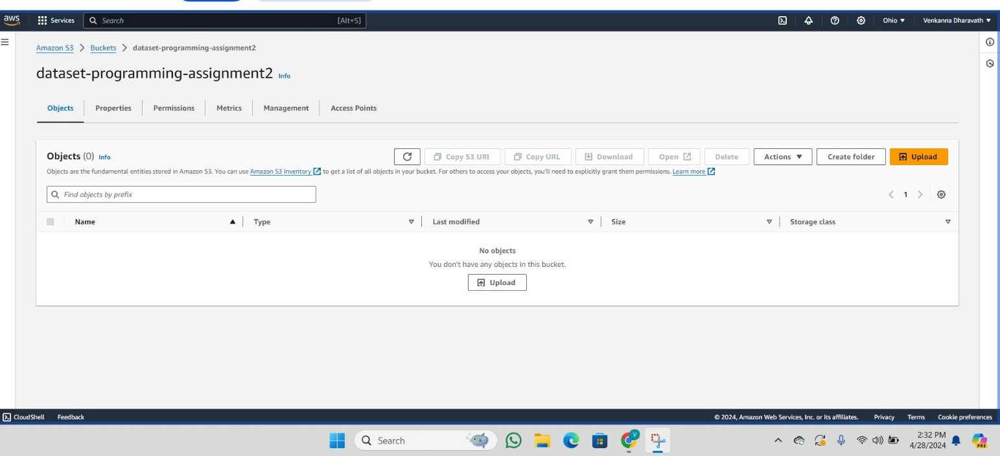 aws
Services
Search [Alt+S]
Ohio
Venkanna Dharavath
Amazon S3 > Buckets > dataset-programming-assignment2
dataset-programming-assignment2 Info
Objects Properties Permissions Metrics Management Access Points
Objects (0) Info
Copy S3 URI Copy URL Download Open Delete Actions Create folder Upload
Objects are the fundamental entities stored in Amazon S3. You can use Amazon S3 inventory to get a list of all objects in your bucket. For others to access your objects, you'll need to explicitly grant them permissions. Learn more
Find objects by prefix
1
Name Type Last modified Size Storage class
No objects
You don't have any objects in this bucket.
Upload
CloudShell Feedback © 2024, Amazon Web Services, Inc. or its affiliates. Privacy Terms Cookie preferences
Search
2:32 PM
4/28/2024
PRE